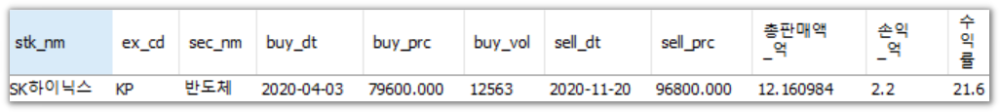 stk_nm ex_cd sec_nm buy_dt buy_prc buy_vol sell_dt sell_prc 총판매액_억 손익_억 수익률
SK하이닉스 KP 반도체 2020-04-03 79600.000 12563 2020-11-20 96800.000 12.160984 2.2 21.6